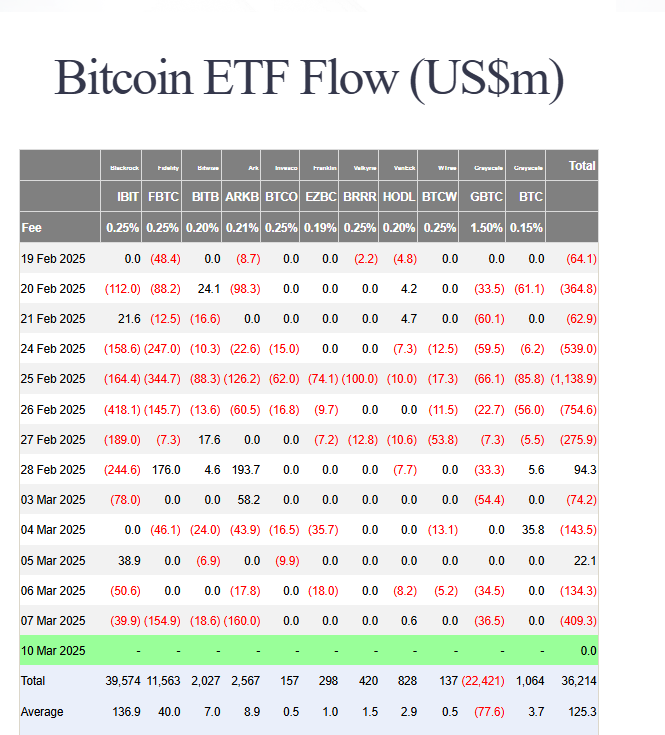 Bitcoin ETF Flow (US$m)
Blackrock Fidelity Bitwise Ark Invesco Franklin Valkyrie VanEck WTree Grayscale Grayscale Total
IBIT FBTC BITB ARKB BTCO EZBC BRRR HODL BTCW GBTC BTC
Fee 0.25% 0.25% 0.20% 0.21% 0.25% 0.19% 0.25% 0.20% 0.25% 1.50% 0.15%
19 Feb 2025 0.0 (48.4) 0.0 (8.7) 0.0 0.0 (2.2) (4.8) 0.0 0.0 0.0 (64.1)
20 Feb 2025 (112.0) (88.2) 24.1 (98.3) 0.0 0.0 0.0 4.2 0.0 (33.5) (61.1) (364.8)
21 Feb 2025 21.6 (12.5) (16.6) 0.0 0.0 0.0 0.0 4.7 0.0 (60.1) 0.0 (62.9)
24 Feb 2025 (158.6) (247.0) (10.3) (22.6) (15.0) 0.0 0.0 (7.3) (12.5) (59.5) (6.2) (539.0)
25 Feb 2025 (164.4) (344.7) (88.3) (126.2) (62.0) (74.1) (100.0) (10.0) (17.3) (66.1) (85.8) (1,138.9)
26 Feb 2025 (418.1) (145.7) (13.6) (60.5) (16.8) (9.7) 0.0 0.0 (11.5) (22.7) (56.0) (754.6)
27 Feb 2025 (189.0) (7.3) 17.6 0.0 0.0 (7.2) (12.8) (10.6) (53.8) (7.3) (5.5) (275.9)
28 Feb 2025 (244.6) 176.0 4.6 193.7 0.0 0.0 0.0 (7.7) 0.0 (33.3) 5.6 94.3
03 Mar 2025 (78.0) 0.0 0.0 58.2 0.0 0.0 0.0 0.0 0.0 (54.4) 0.0 (74.2)
04 Mar 2025 0.0 (46.1) (24.0) (43.9) (16.5) (35.7) 0.0 0.0 (13.1) 0.0 35.8 (143.5)
05 Mar 2025 38.9 0.0 (6.9) 0.0 (9.9) 0.0 0.0 0.0 0.0 0.0 0.0 22.1
06 Mar 2025 (50.6) 0.0 0.0 (17.8) 0.0 (18.0) 0.0 (8.2) (5.2) (34.5) 0.0 (134.3)
07 Mar 2025 (39.9) (154.9) (18.6) (160.0) 0.0 0.0 0.0 0.6 0.0 (36.5) 0.0 (409.3)
10 Mar 2025 - - - - - - - - - - - 0.0
Total 39,574 11,563 2,027 2,567 157 298 420 828 137 (22,421) 1,064 36,214
Average 136.9 40.0 7.0 8.9 0.5 1.0 1.5 2.9 0.5 (77.6) 3.7 125.3